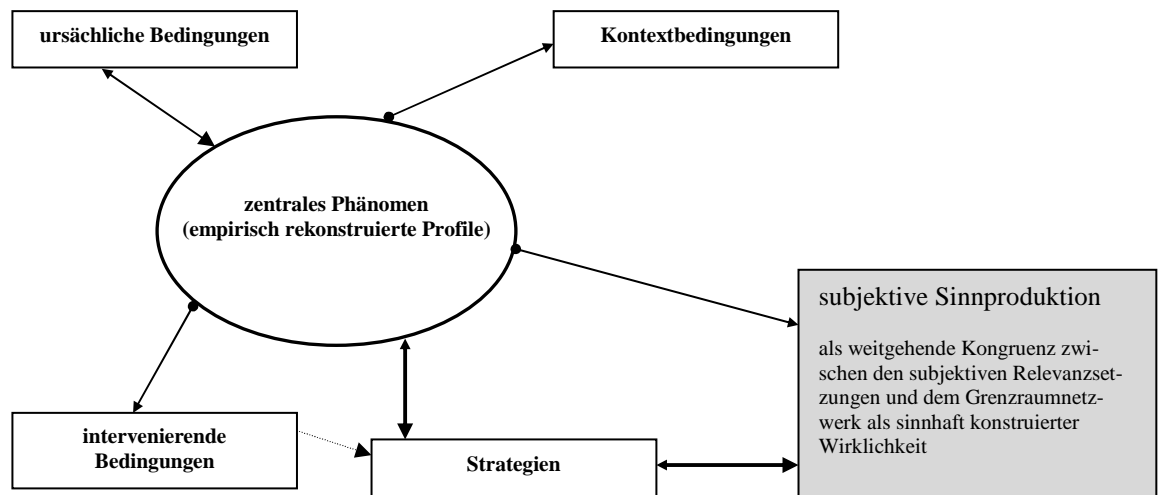 ursächliche Bedingungen
Kontextbedingungen
zentrales Phänomen
(empirisch rekonstruierte Profile)
subjektive Sinnproduktion
als weitgehende Kongruenz zwi-
schen den subjektiven Relevanzset-
zungen und dem Grenzraumnetz-
werk als sinnhaft konstruierter
Wirklichkeit
intervenierende
Bedingungen
Strategien